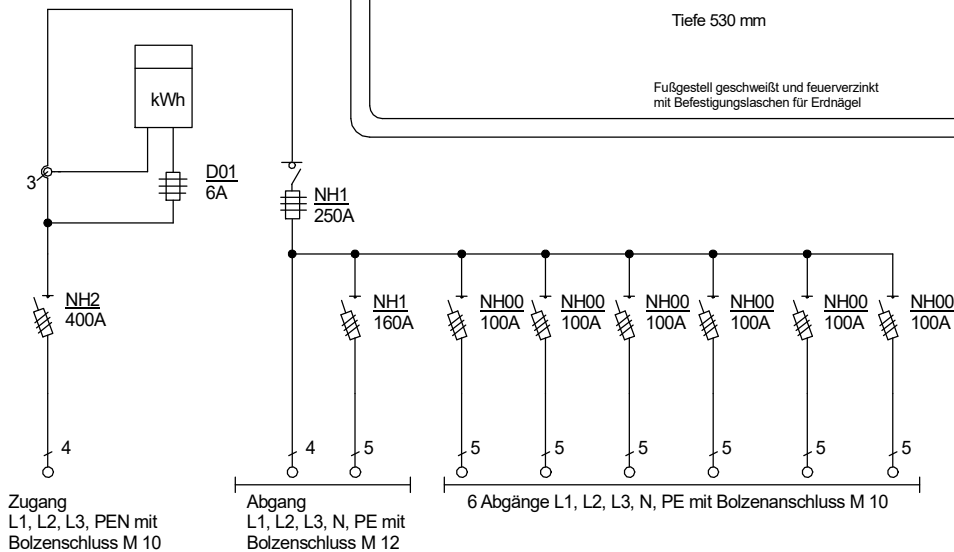 Tiefe 530 mm
Fußgestell geschweißt und feuerverzinkt
mit Befestigungslaschen für Erdnägel
kWh
3
D01
6A
NH1
250A
NH2
400A
NH1
160A
NH00
100A
NH00
100A
NH00
100A
NH00
100A
NH00
100A
NH00
100A
4
4
5
5
5
5
5
5
5
Zugang
L1, L2, L3, PEN mit
Bolzenschluss M 10
Abgang
L1, L2, L3, N, PE mit
Bolzenschluss M 12
6 Abgänge L1, L2, L3, N, PE mit Bolzenanschluss M 10